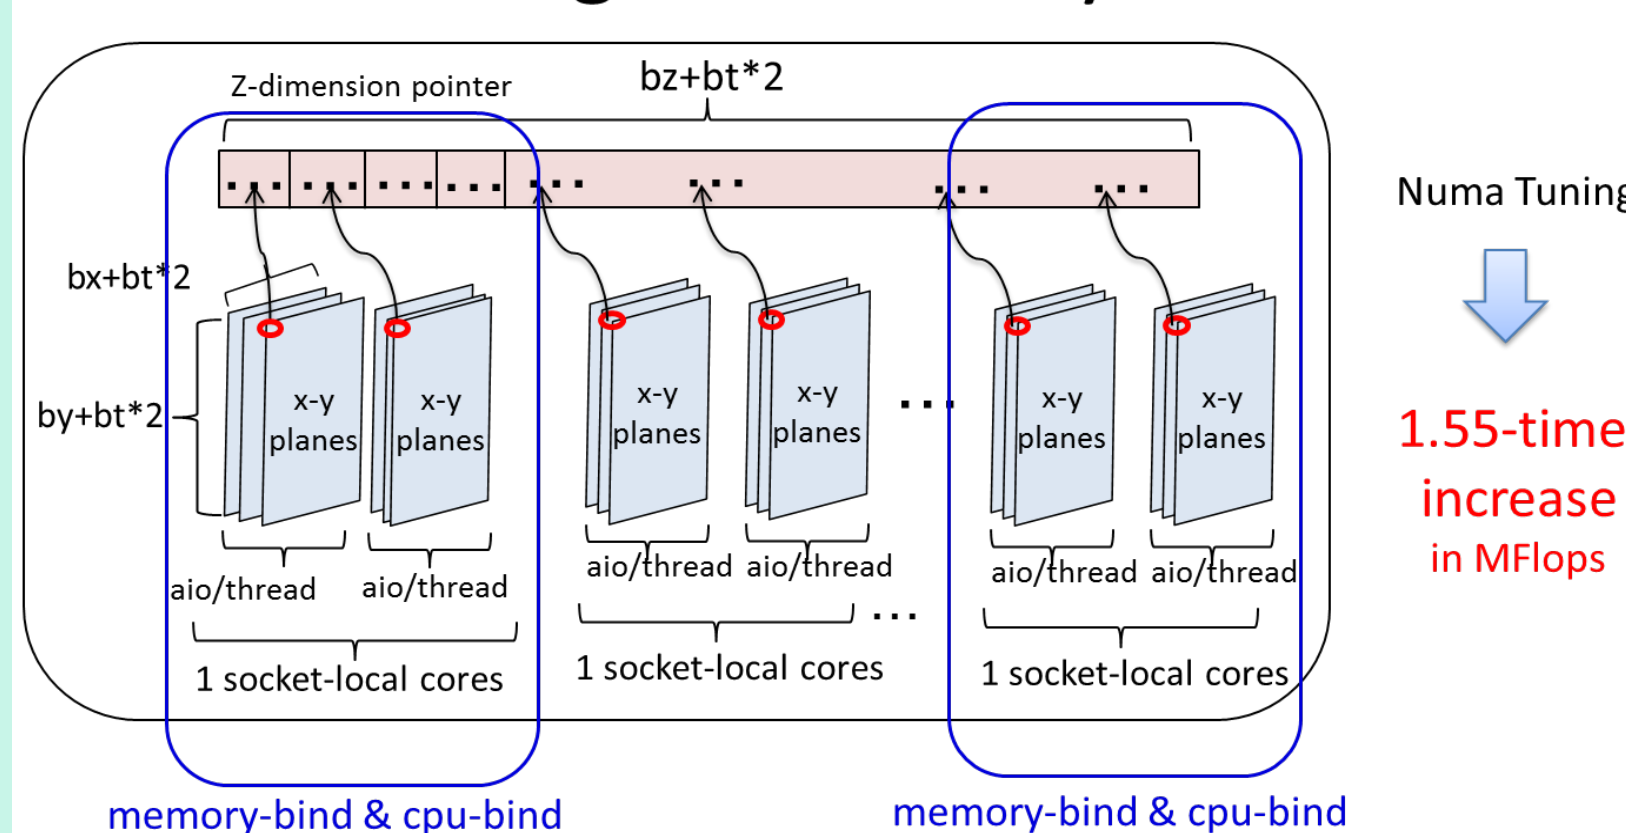 Z-dimension pointer
bz+bt*2
bx+bt*2
by+bt*2
x-y
planes
x-y
planes
x-y
planes
x-y
planes
...
x-y
planes
x-y
planes
aio/thread
aio/thread
aio/thread
aio/thread
aio/thread
aio/thread
...
1 socket-local cores
1 socket-local cores
1 socket-local cores
memory-bind & cpu-bind
memory-bind & cpu-bind
Numa Tuning
1.55-time
increase
in MFlops